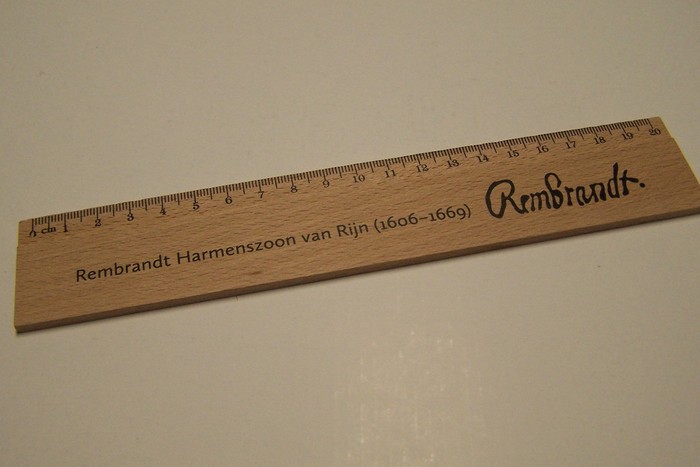 0 cm 1 2 3 4 5 6 7 8 9 10 11 12 13 14 15 16 17 18 19 20
Rembrandt Harmenszoon van Rijn (1606–1669)
Rembrandt.